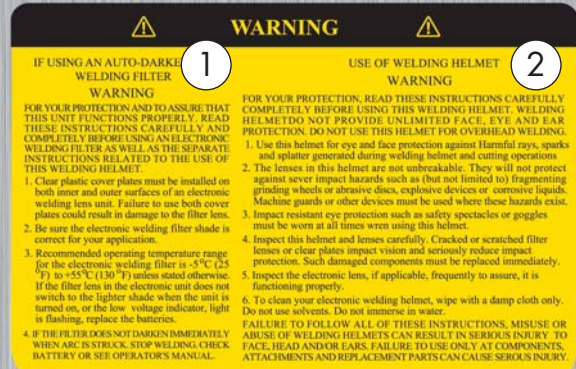 WARNING
1
IF USING AN AUTO-DARKE
WELDING FILTER
WARNING
FOR YOUR PROTECTION AND TO ASSURE THAT
THIS UNIT FUNCTIONS PROPERLY. READ
THESE INSTRUCTIONS CAREFULLY AND
COMPLETELY BEFORE USING AN ELECTRONIC
WELDING FILTER AS WELL AS THE SEPARATE
INSTRUCTIONS RELATED TO THE USE OF
THIS WELDING HELMET.
1. Clear plastic cover plates must be installed on
both inner and outer surfaces of an electronic
welding lens unit. Failure to use both cover
plates could result in damage to the filter lens.
2. Be sure the electronic welding filter shade is
correct for your application.
3. Recommended operating temperature range
for the electronic welding filter is -5°C (25
°F) to +55°C (130°F) unless stated otherwise.
If the filter lens in the electronic unit does not
switch to the lighter shade when the unit is
turned on, or the low voltage indicator, light
is flashing, replace the batteries.
4. IF THE FILTER DOES NOT DARKEN IMMEDIATELY
WHEN ARC IS STRUCK. STOP WELDING. CHECK
BATTERY OR SEE OPERATOR'S MANUAL.
2
USE OF WELDING HELMET
WARNING
FOR YOUR PROTECTION, READ THESE INSTRUCTIONS CAREFULLY
COMPLETELY BEFORE USING THIS WELDING HELMET. WELDING
HELMETDO NOT PROVIDE UNLIMITED FACE, EYE AND EAR
PROTECTION. DO NOT USE THIS HELMET FOR OVERHEAD WELDING.
1. Use this helmet for eye and face protection against Harmful rays, sparks
and splatter generated during welding helmet and cutting operations
2. The lenses in this helmet are not unbreakable. They will not protect
against sever impact hazards such as (but not limited to) fragmenting
grinding wheels or abrasive discs, explosive devices or corrosive liquids.
Machine guards or other devices must be used where these hazards exist.
3. Impact resistant eye protection such as safety spectacles or goggles
must be worn at all times wren using this helmet.
4. Inspect this helmet and lenses carefully. Cracked or scratched filter
lenses or clear plates impact vision and seriously reduce impact
protection. Such damaged components must be replaced immediately.
5. Inspect the electronic lens, if applicable, frequently to assure, it is
functioning properly.
6. To clean your electronic welding helmet, wipe with a damp cloth only.
Do not use solvents. Do not immerse in water.
FAILURE TO FOLLOW ALL OF THESE INSTRUCTIONS, MISUSE OR
ABUSE OF WELDING HELMETS CAN RESULT IN SERIOUS INJURY TO
FACE, HEAD AND/OR EARS. FAILURE TO USE ONLY AT COMPONENTS,
ATTACHMENTS AND REPLACEMENT PARTS CAN CAUSE SERIOUS INJURY.